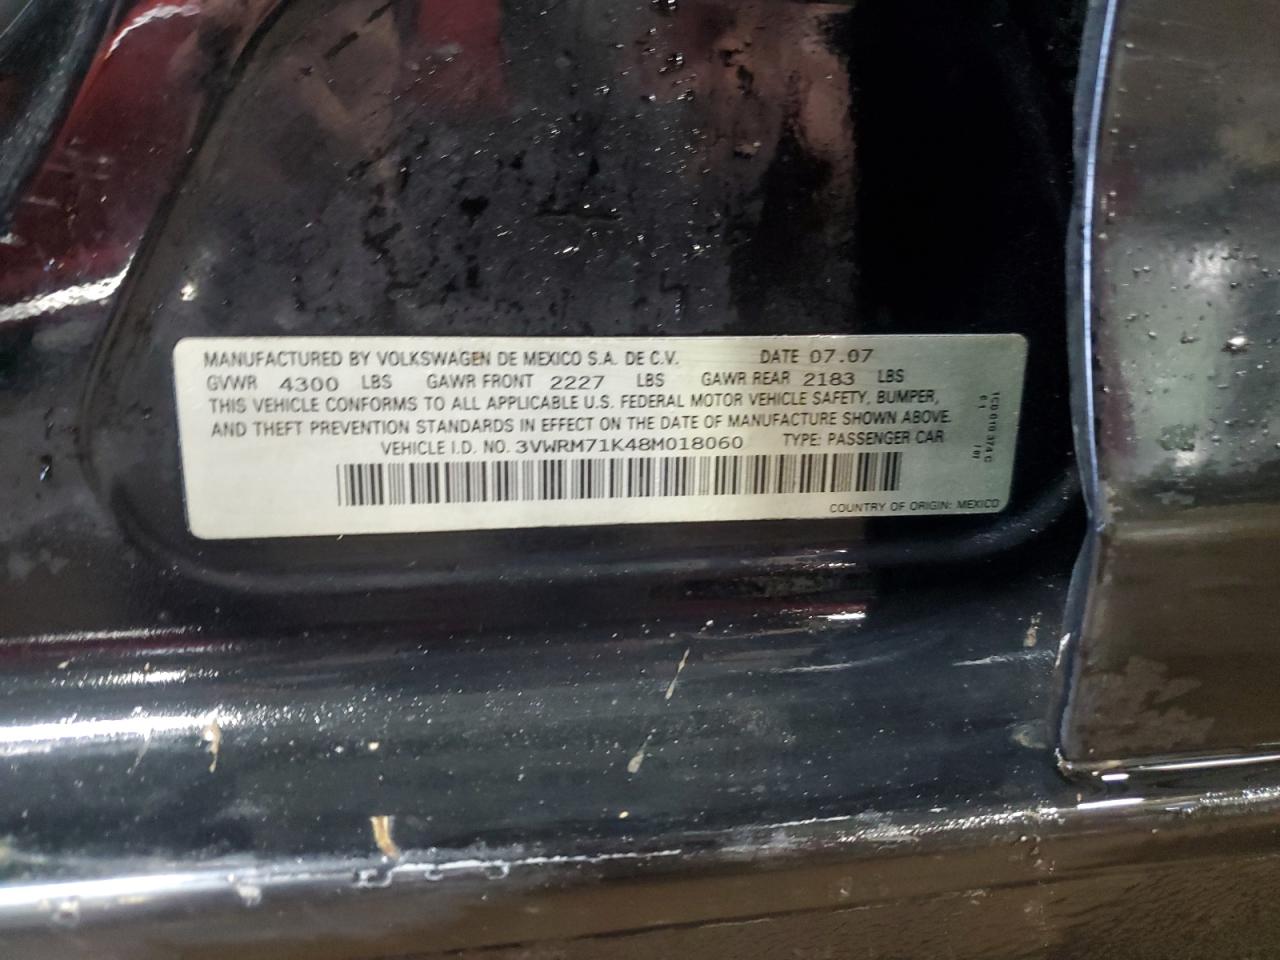 MANUFACTURED BY VOLKSWAGEN DE MEXICO S.A. DE C.V. DATE 07.07
GVWR 4300 LBS GAWR FRONT 2227 LBS GAWR REAR 2183 LBS
THIS VEHICLE CONFORMS TO ALL APPLICABLE U.S. FEDERAL MOTOR VEHICLE SAFETY, BUMPER,
AND THEFT PREVENTION STANDARDS IN EFFECT ON THE DATE OF MANUFACTURE SHOWN ABOVE.
VEHICLE I.D. NO. 3VWRM71K48M018060 TYPE: PASSENGER CAR
COUNTRY OF ORIGIN: MEXICO